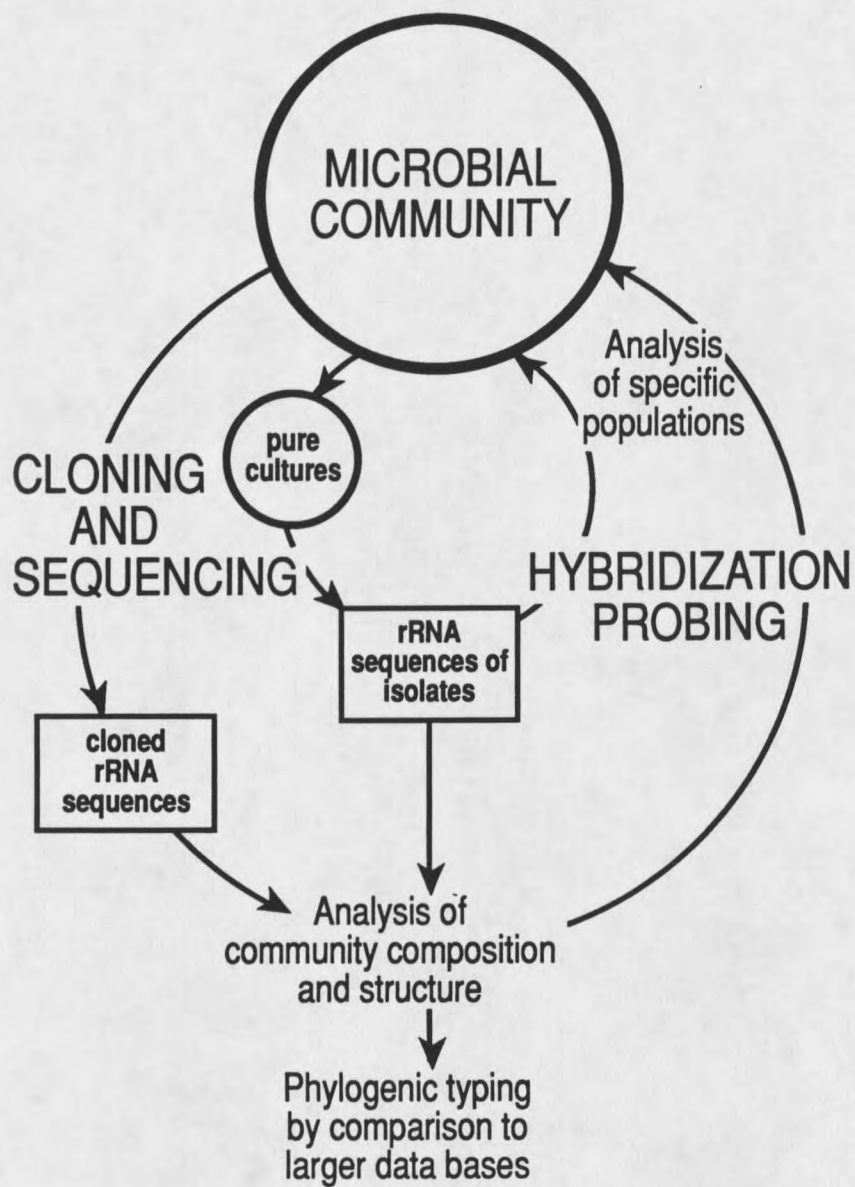 MICROBIAL
COMMUNITY
Analysis
of specific
populations
pure
cultures
CLONING
AND
SEQUENCING
HYBRIDIZATION
PROBING
rRNA
sequences of
isolates
cloned
rRNA
sequences
Analysis of
community composition
and structure
Phylogenic typing
by comparison to
larger data bases